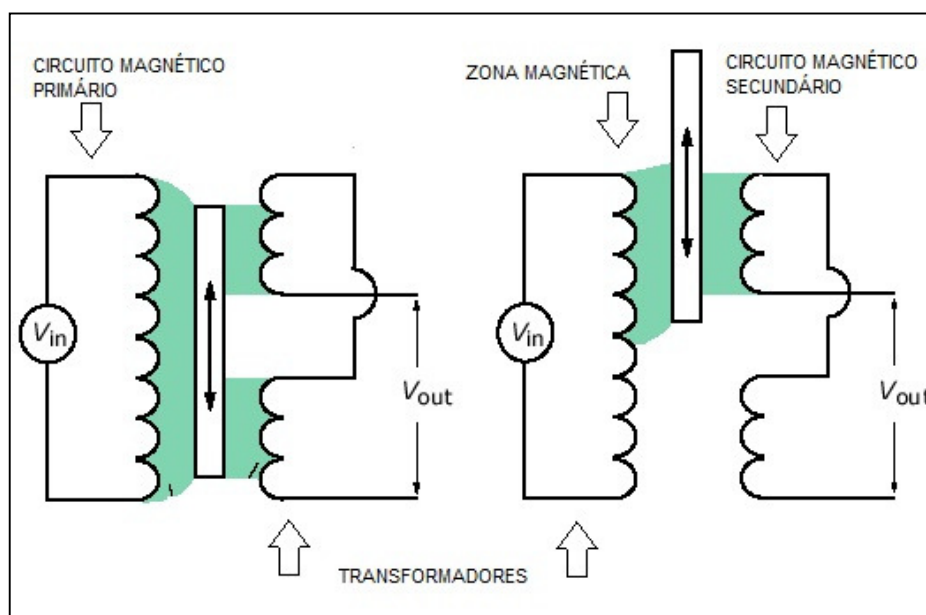 CIRCUITO MAGNÉTICO
PRIMÁRIO
ZONA MAGNÉTICA
CIRCUITO MAGNÉTICO
SECUNDÁRIO
Vin
Vout
Vin
Vout
TRANSFORMADORES